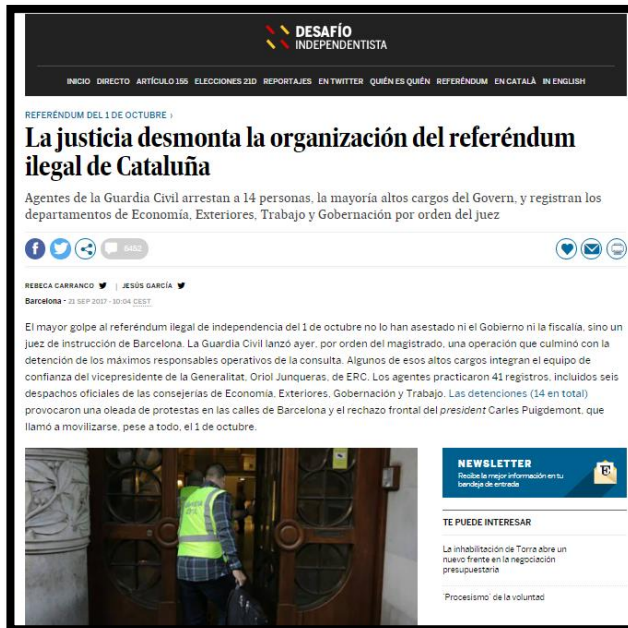 DESAFÍO
INDEPENDENTISTA
INICIO DIRECTO ARTÍCULO 155 ELECCIONES 21D REPORTAJES EN TWITTER QUIÉN ES QUIÉN REFERÉNDUM EN CATALÀ IN ENGLISH
REFERÉNDUM DEL 1 DE OCTUBRE ›
La justicia desmonta la organización del referéndum
ilegal de Cataluña
Agentes de la Guardia Civil arrestan a 14 personas, la mayoría altos cargos del Govern, y registran los
departamentos de Economía, Exteriores, Trabajo y Gobernación por orden del juez
6452
REBECA CARRANCO | JESÚS GARCÍA
Barcelona - 21 SEP 2017 - 10:04 CEST
El mayor golpe al referéndum ilegal de independencia del 1 de octubre no lo han asestado ni el Gobierno ni la fiscalía, sino un
juez de instrucción de Barcelona. La Guardia Civil lanzó ayer, por orden del magistrado, una operación que culminó con la
detención de los máximos responsables operativos de la consulta. Algunos de esos altos cargos integran el equipo de
confianza del vicepresidente de la Generalitat, Oriol Junqueras, de ERC. Los agentes practicaron 41 registros, incluidos seis
despachos oficiales de las consejerías de Economía, Exteriores, Gobernación y Trabajo. Las detenciones (14 en total)
provocaron una oleada de protestas en las calles de Barcelona y el rechazo frontal del president Carles Puigdemont, que
llamó a movilizarse, pese a todo, el 1 de octubre.
NEWSLETTER
Recibe la mejor información en tu
bandeja de entrada
E
TE PUEDE INTERESAR
La inhabilitación de Torra abre un
nuevo frente en la negociación
presupuestaria
'Procesismo' de la voluntad